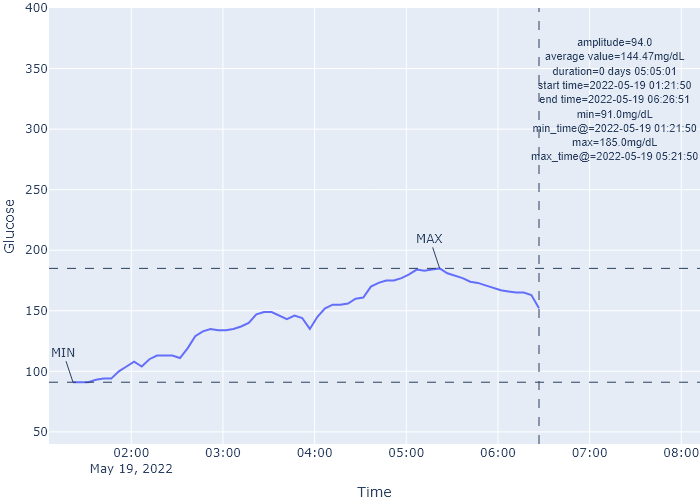 400
350
300
250
200
150
100
50
Glucose
amplitude=94.0
average value=144.47mg/dL
duration=0 days 05:05:01
start time=2022-05-19 01:21:50
end time=2022-05-19 06:26:51
min=91.0mg/dL
min_time@=2022-05-19 01:21:50
max=185.0mg/dL
max_time@=2022-05-19 05:21:50
MAX
MIN
02:00 03:00 04:00 05:00 06:00 07:00 08:00
May 19, 2022
Time